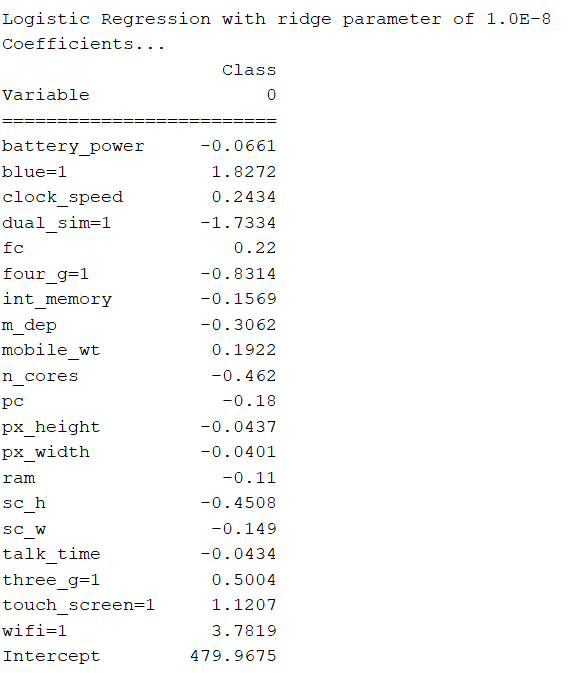 Logistic Regression with ridge parameter of 1.0E-8
Coefficients...
Class
Variable 0
===========================
battery_power -0.0661
blue=1 1.8272
clock_speed 0.2434
dual_sim=1 -1.7334
fc 0.22
four_g=1 -0.8314
int_memory -0.1569
m_dep -0.3062
mobile_wt 0.1922
n_cores -0.462
pc -0.18
px_height -0.0437
px_width -0.0401
ram -0.11
sc_h -0.4508
sc_w -0.149
talk_time -0.0434
three_g=1 0.5004
touch_screen=1 1.1207
wifi=1 3.7819
Intercept 479.9675